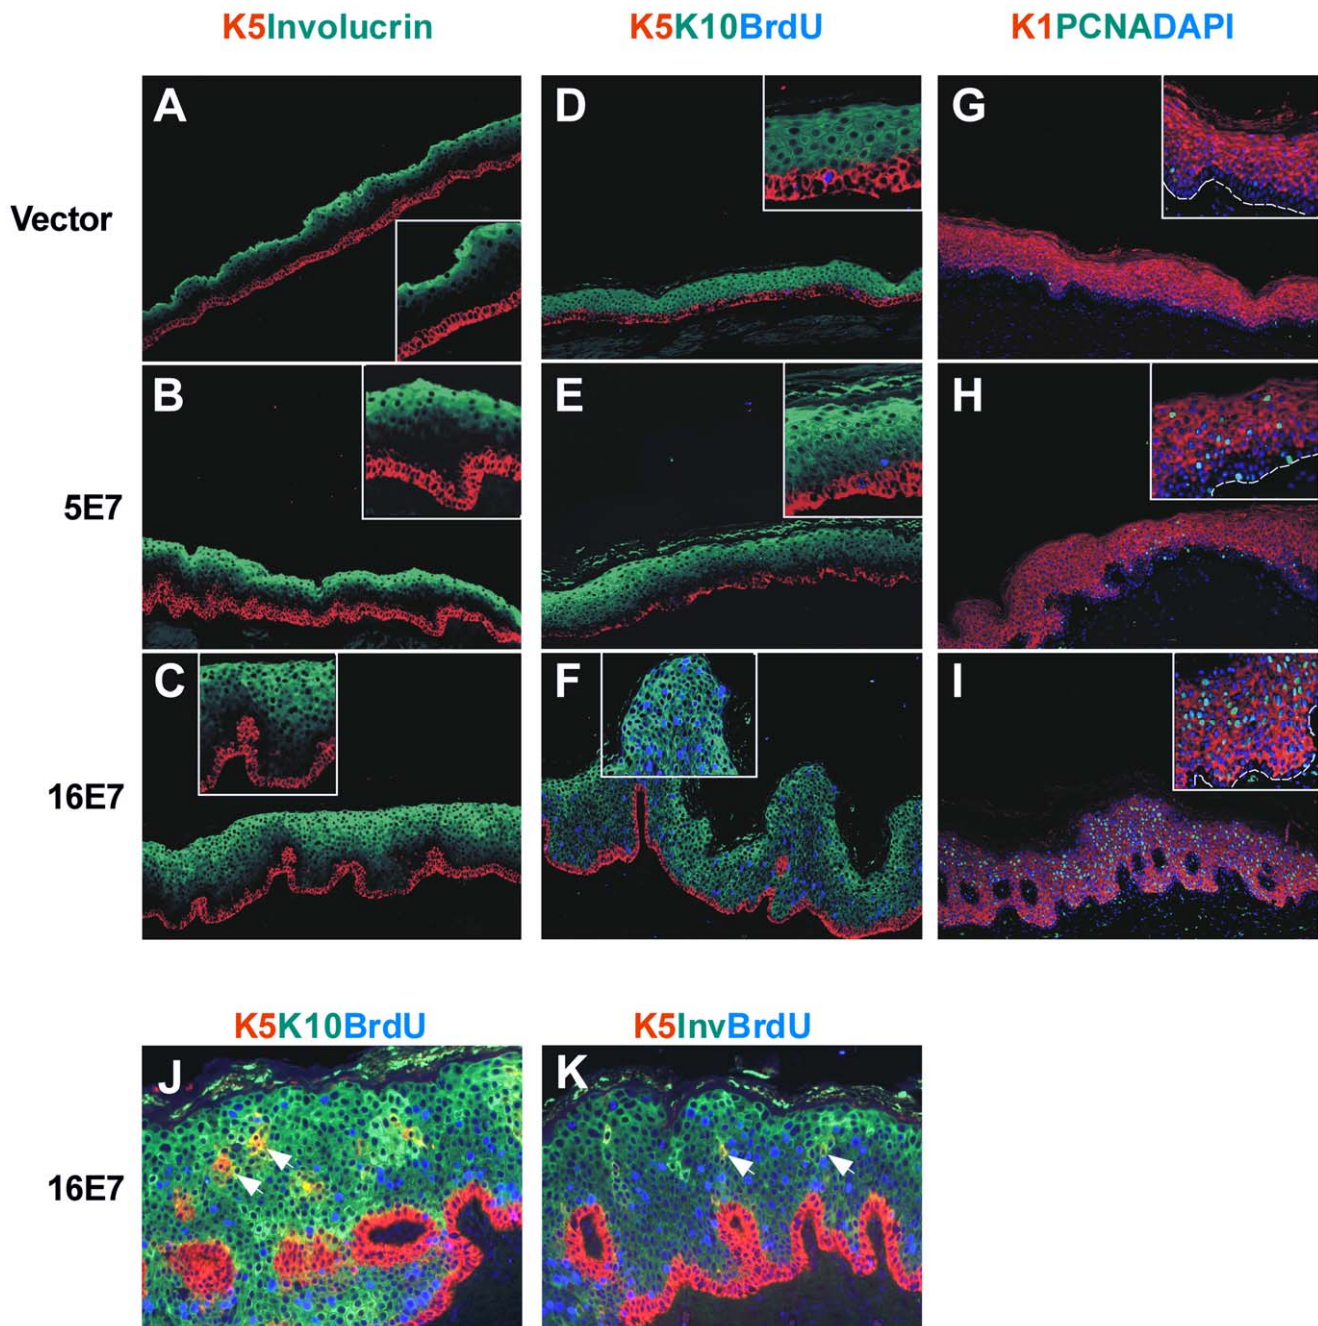 K5Involucrin K5K10BrdU K1PCNADAPI
A D G
Vector
B E H
5E7
C F I
16E7
K5K10BrdU K5InvBrdU
J K
16E7